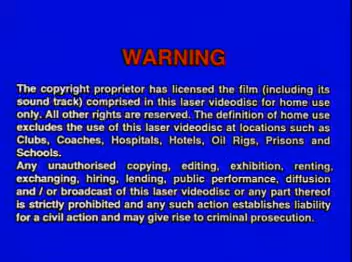 WARNING
The copyright proprietor has licensed the film (including its
sound track) comprised in this laser videodisc for home use
only. All other rights are reserved. The definition of home use
excludes the use of this laser videodisc at locations such as
Clubs, Coaches, Hospitals, Hotels, Oil Rigs, Prisons and
Schools.
Any unauthorised copying, editing, exhibition, renting,
exchanging, hiring, lending, public performance, diffusion
and / or broadcast of this laser videodisc or any part thereof
is strictly prohibited and any such action establishes liability
for a civil action and may give rise to criminal prosecution.